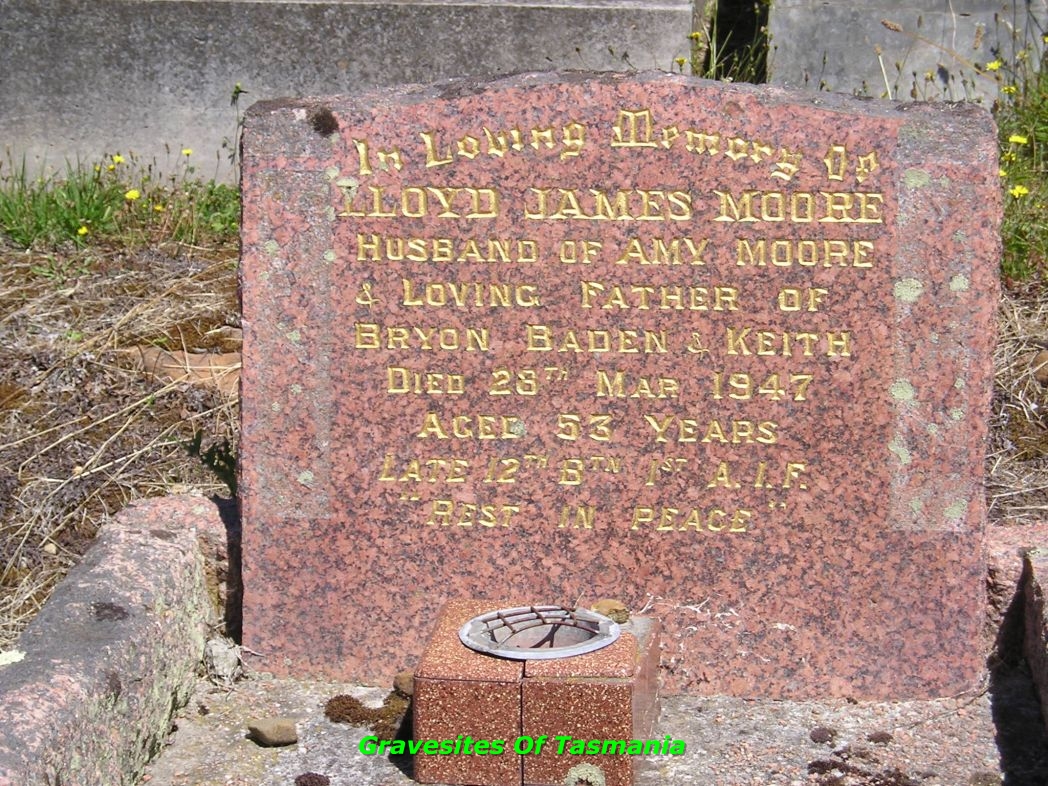 In Loving Memory Of
LLOYD JAMES MOORE
HUSBAND OF AMY MOORE
& LOVING FATHER OF
BRYON BADEN & KEITH
DIED 28TH MAR 1947
AGED 53 YEARS
LATE 12TH BTN 1ST A.I.F.
"REST IN PEACE"
Gravesites Of Tasmania